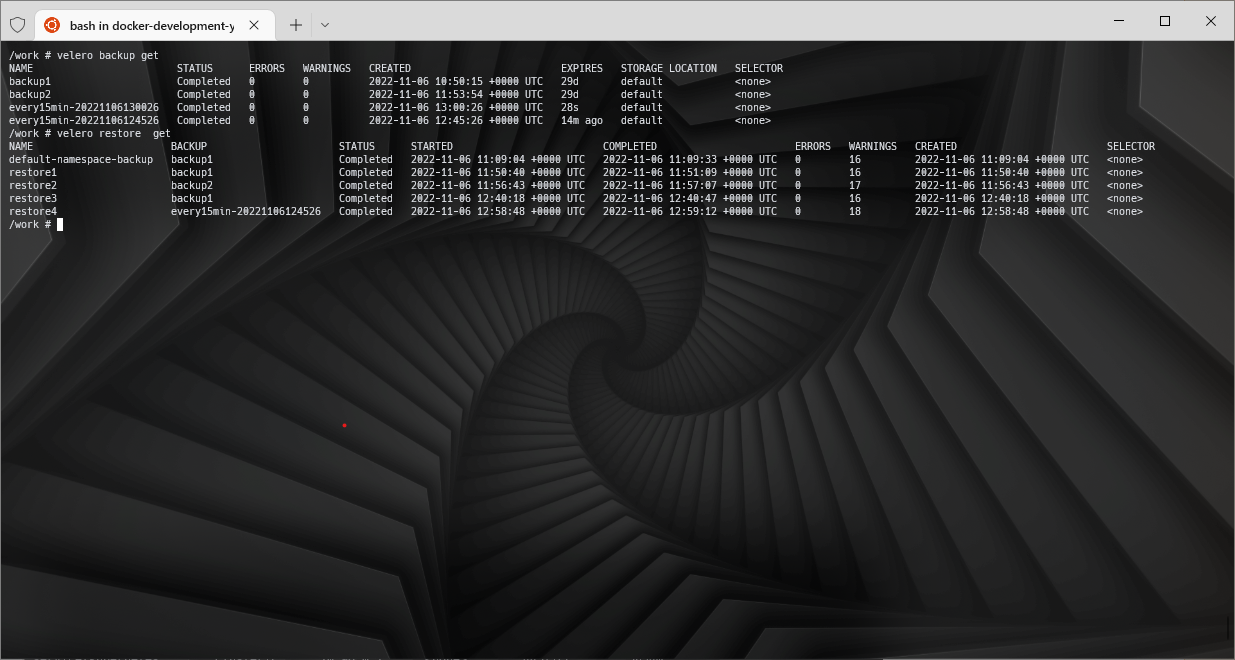 bash in docker-development-y
/work # velero backup get
NAME STATUS ERRORS WARNINGS CREATED EXPIRES STORAGE LOCATION SELECTOR
backup1 Completed 0 0 2022-11-06 10:50:15 +0000 UTC 29d default <none>
backup2 Completed 0 0 2022-11-06 11:53:54 +0000 UTC 29d default <none>
every15min-20221106130026 Completed 0 0 2022-11-06 13:00:26 +0000 UTC 28s default <none>
every15min-20221106124526 Completed 0 0 2022-11-06 12:45:26 +0000 UTC 14m ago default <none>
/work # velero restore  get
NAME BACKUP STATUS STARTED COMPLETED ERRORS WARNINGS CREATED SELECTOR
default-namespace-backup backup1 Completed 2022-11-06 11:09:04 +0000 UTC 2022-11-06 11:09:33 +0000 UTC 0 16 2022-11-06 11:09:04 +0000 UTC <none>
restore1 backup1 Completed 2022-11-06 11:50:40 +0000 UTC 2022-11-06 11:51:09 +0000 UTC 0 16 2022-11-06 11:50:40 +0000 UTC <none>
restore2 backup2 Completed 2022-11-06 11:56:43 +0000 UTC 2022-11-06 11:57:07 +0000 UTC 0 17 2022-11-06 11:56:43 +0000 UTC <none>
restore3 backup1 Completed 2022-11-06 12:40:18 +0000 UTC 2022-11-06 12:40:47 +0000 UTC 0 16 2022-11-06 12:40:18 +0000 UTC <none>
restore4 every15min-20221106124526 Completed 2022-11-06 12:58:48 +0000 UTC 2022-11-06 12:59:12 +0000 UTC 0 18 2022-11-06 12:58:48 +0000 UTC <none>
/work #